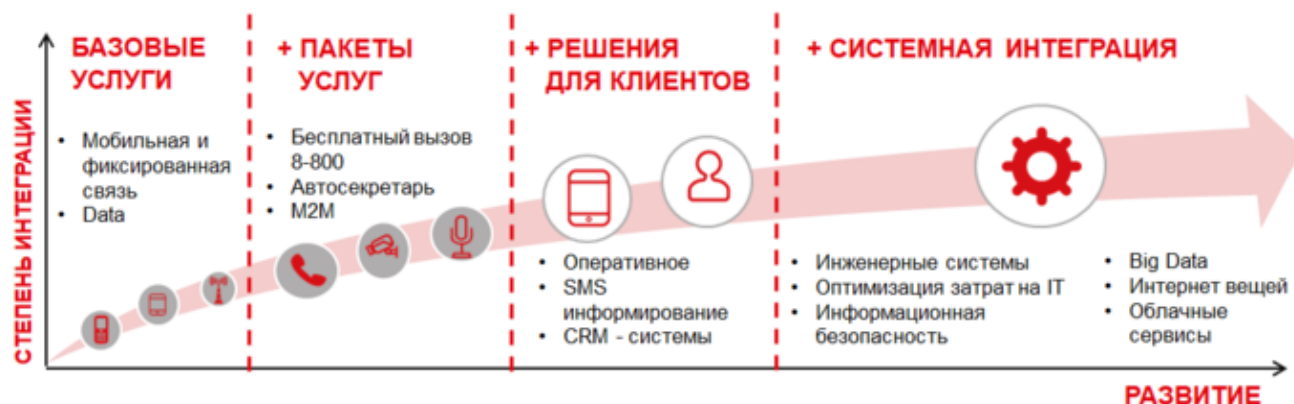 СТЕПЕНЬ ИНТЕГРАЦИИ
БАЗОВЫЕ
УСЛУГИ
• Мобильная и
фиксированная
связь
• Data
+ ПАКЕТЫ
УСЛУГ
• Бесплатный вызов
8-800
• Автосекретарь
• M2M
+ РЕШЕНИЯ
ДЛЯ КЛИЕНТОВ
• Оперативное
• SMS
информирование
• CRM - системы
+ СИСТЕМНАЯ ИНТЕГРАЦИЯ
• Инженерные системы
• Оптимизация затрат на IT
• Информационная
безопасность
• Big Data
• Интернет вещей
• Облачные
сервисы
РАЗВИТИЕ